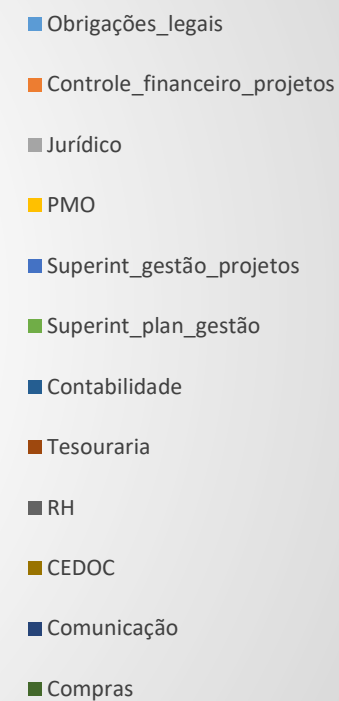 Obrigações_legais
Controle_financeiro_projetos
Jurídico
PMO
Superint_gestão_projetos
Superint_plan_gestão
Contabilidade
Tesouraria
RH
CEDOC
Comunicação
Compras